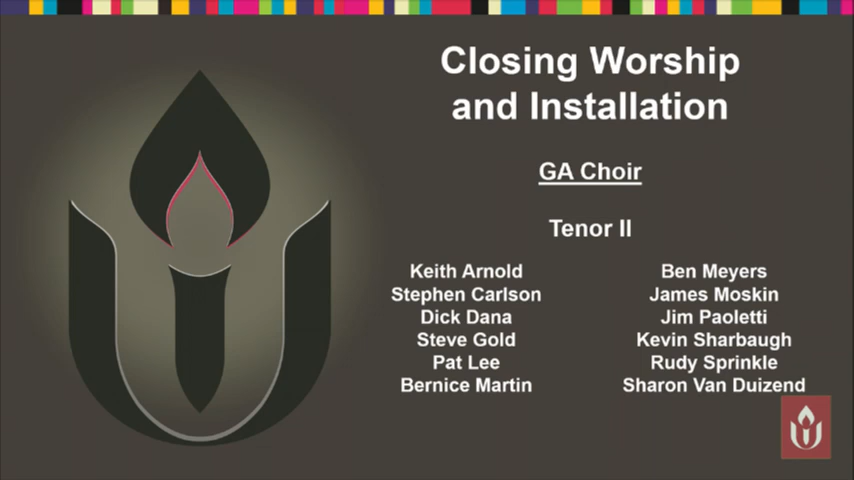 Closing Worship
and Installation
GA Choir
Tenor II
Keith Arnold
Stephen Carlson
Dick Dana
Steve Gold
Pat Lee
Bernice Martin
Ben Meyers
James Moskin
Jim Paoletti
Kevin Sharbaugh
Rudy Sprinkle
Sharon Van Duizend